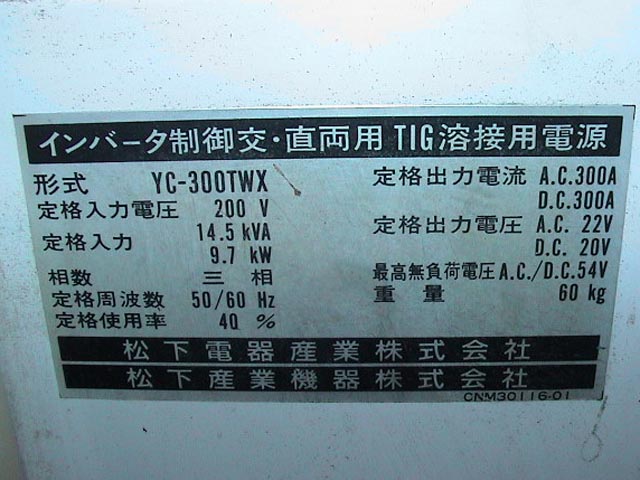 インバータ制御交・直両用 TIG溶接用電源
形式 YC-300TWX
定格入力電圧 200 V
定格入力 14.5 kVA
9.7 kW
相数 三相
定格周波数 50/60 Hz
定格使用率 40 %
定格出力電流 A.C.300A
D.C.300A
定格出力電圧 A.C. 22V
D.C. 20V
最高無負荷電圧 A.C./D.C.54V
重量 60 kg
松下電器産業株式会社
松下産業機器株式会社
CNM30116-01